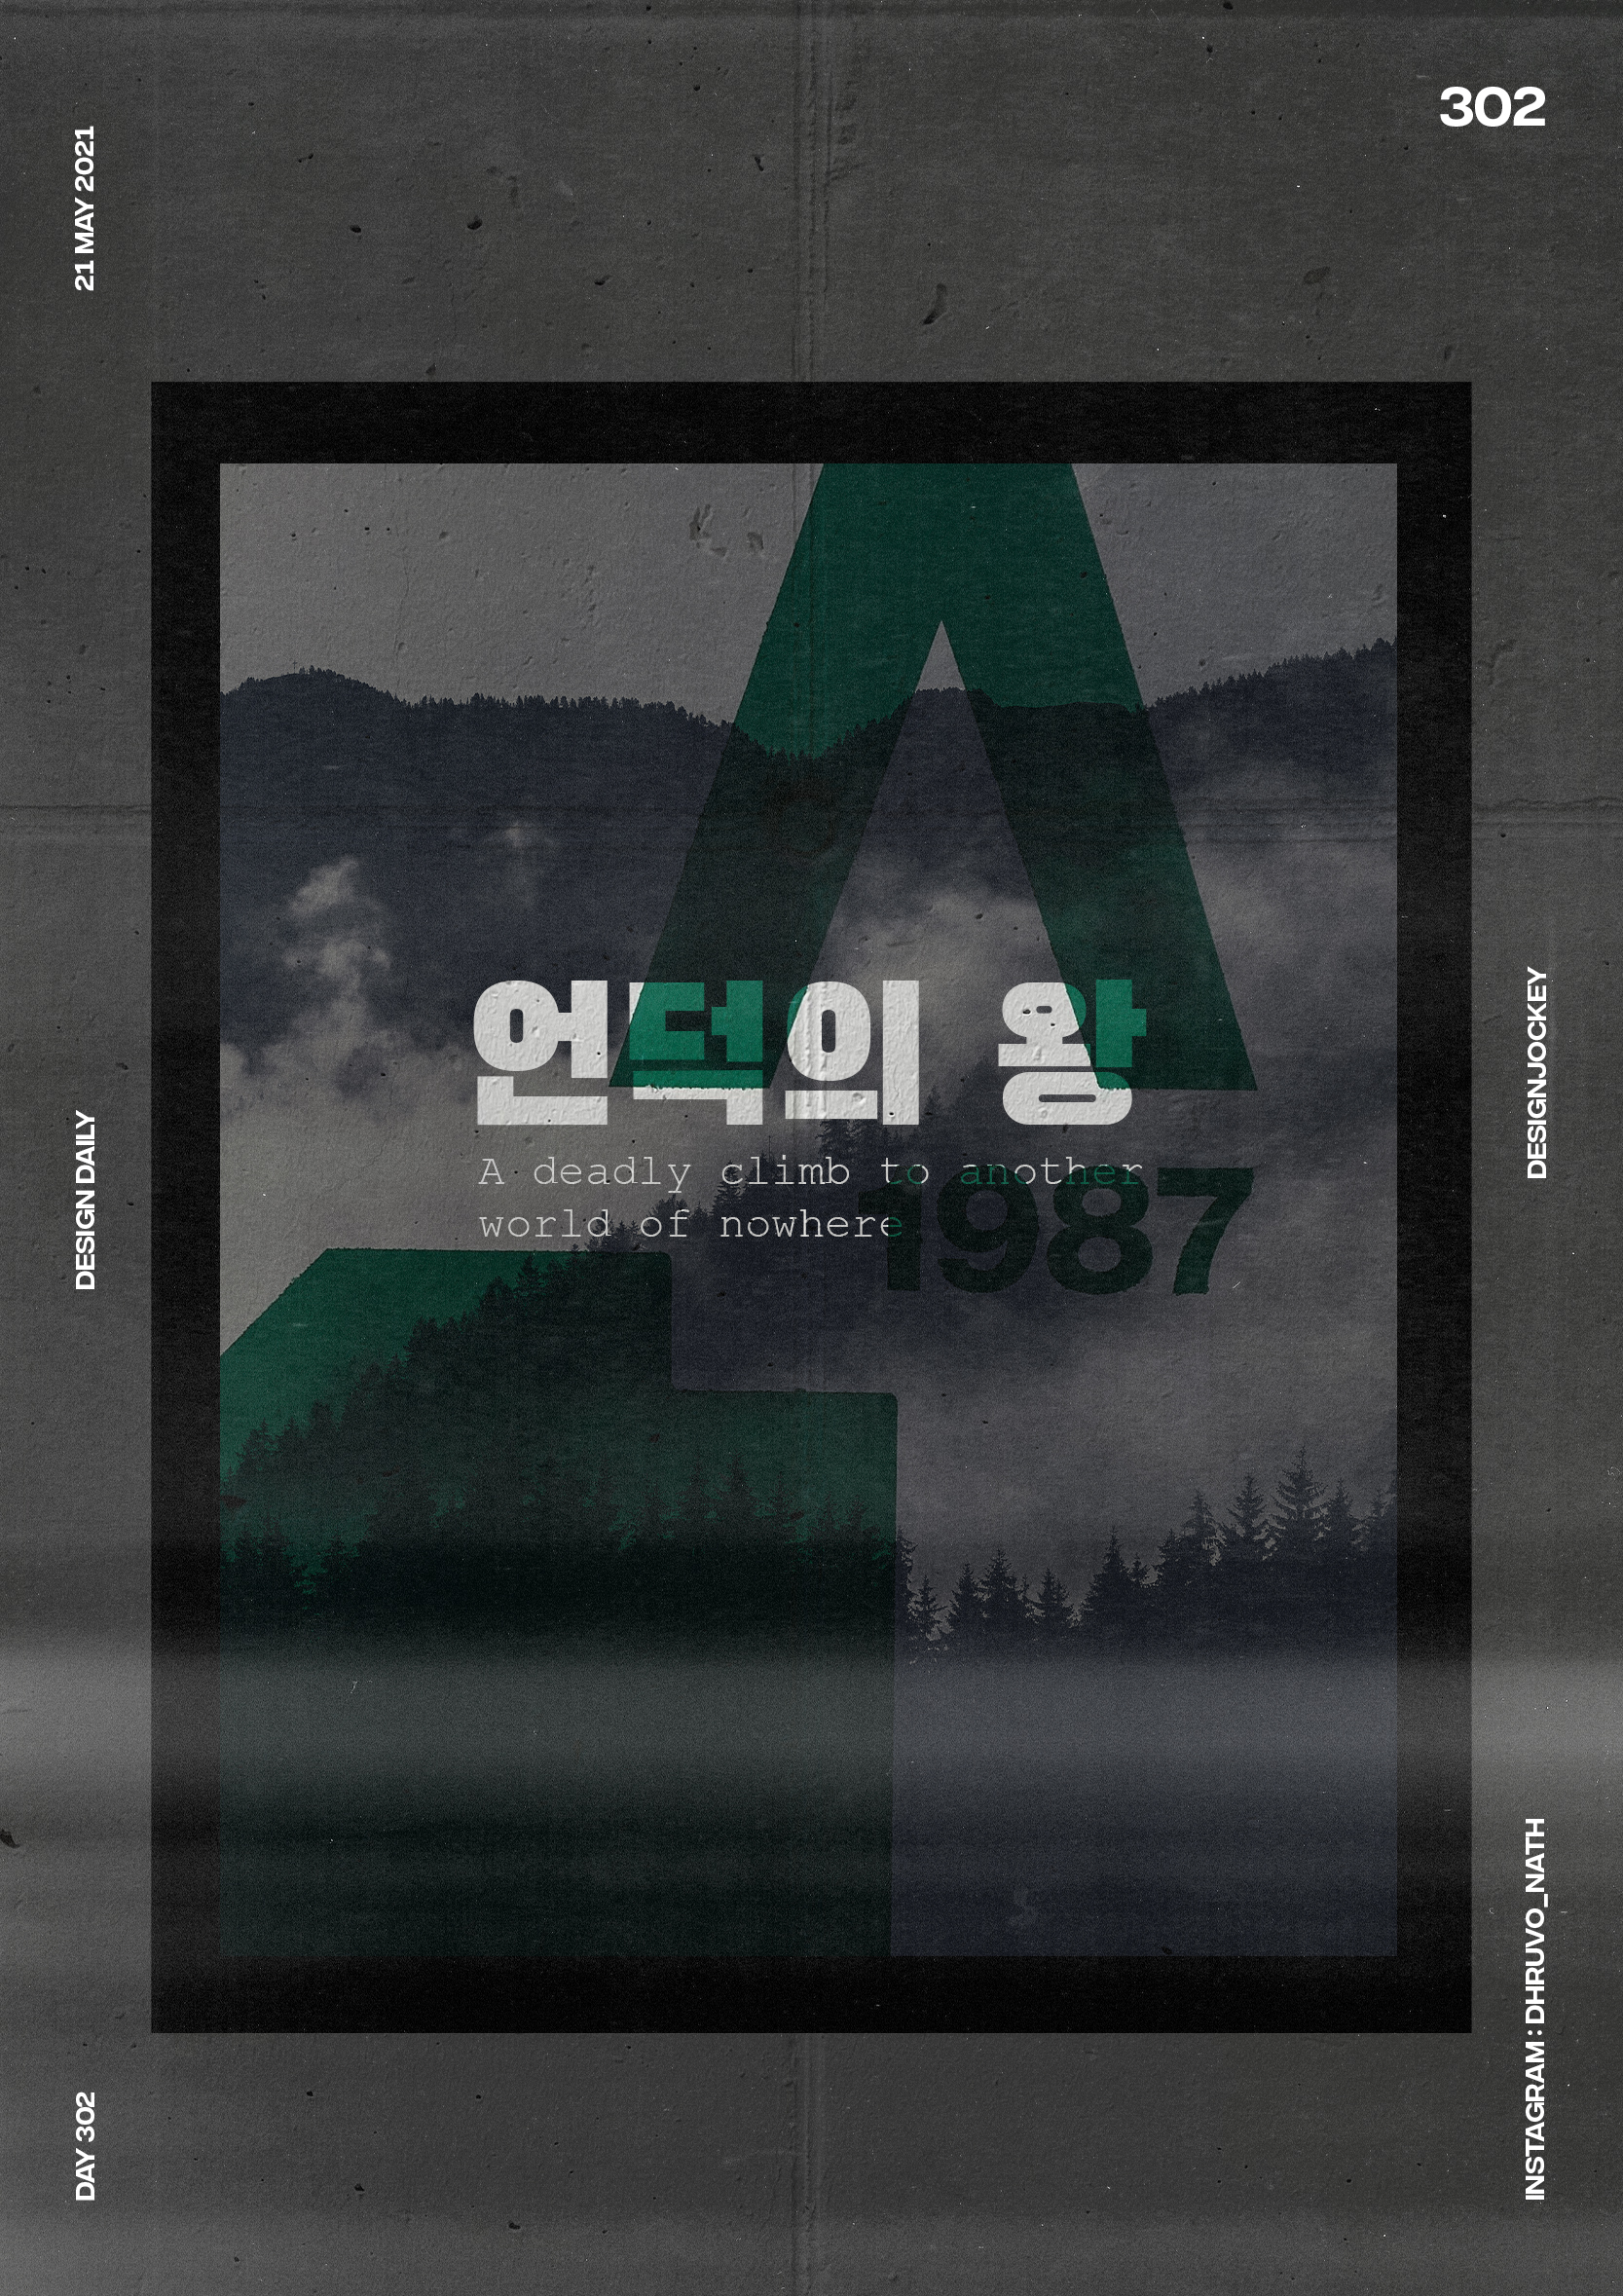 302
21 MAY 2021
언덕의 왕
A deadly climb to another
world of nowhere
1987
DESIGN DAILY
DESIGNJOCKEY
DAY 302
INSTAGRAM : DHRUVO_NATH